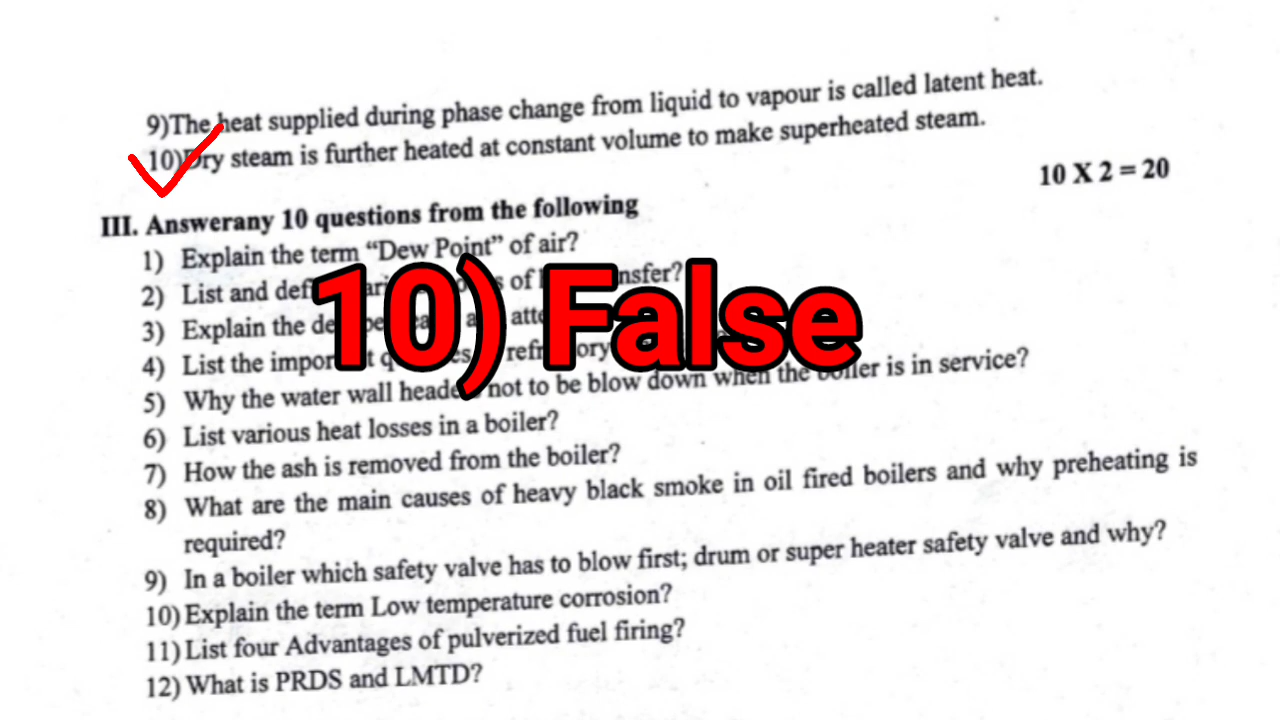 9)The heat supplied during phase change from liquid to vapour is called latent heat.
10)Dry steam is further heated at constant volume to make superheated steam.
10 X 2 = 20
III. Answerany 10 questions from the following
1) Explain the term “Dew Point” of air?
2) List and of
3) Explain the
4) List the
5) Why the water wall not to be blow down when the boiler is in service?
6) List various heat losses in a boiler?
7) How the ash is removed from the boiler?
8) What are the main causes of heavy black smoke in oil fired boilers and why preheating is
required?
9) In a boiler which safety valve has to blow first; drum or super heater safety valve and why?
10)Explain the term Low temperature corrosion?
11)List four Advantages of pulverized fuel firing?
12) What is PRDS and LMTD?
10) False